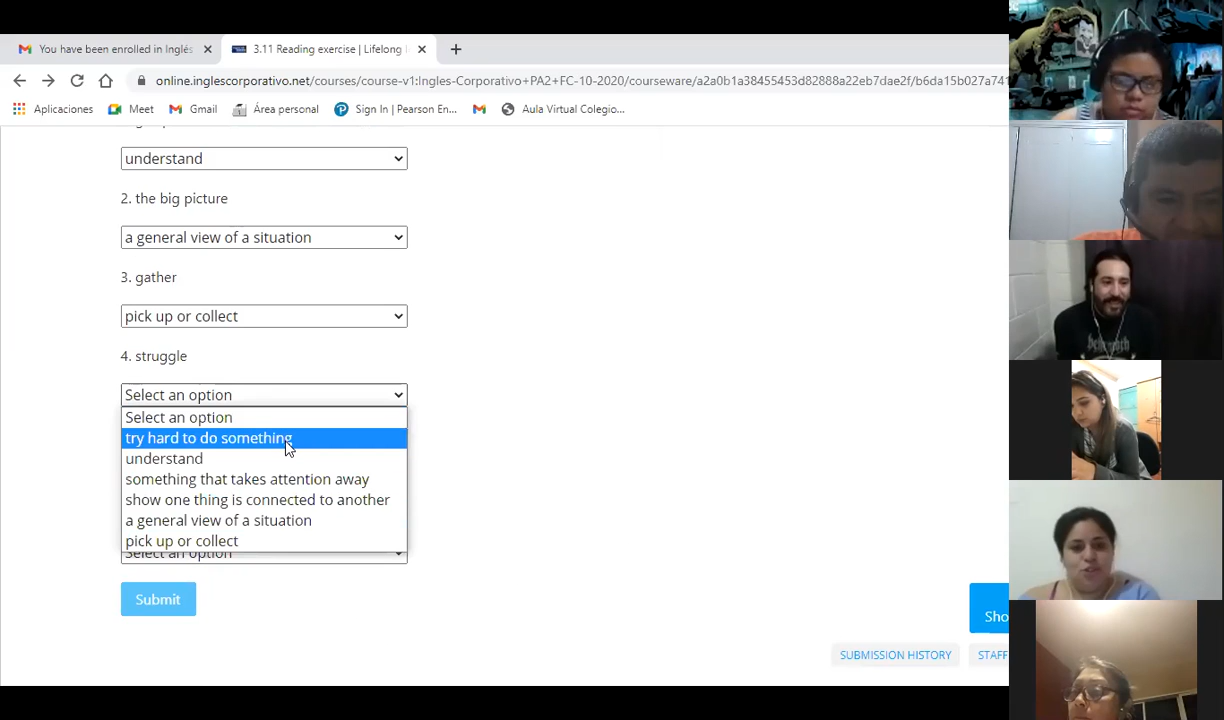 You have been enrolled in Inglés
3.11 Reading exercise | Lifelong
online.inglescorporativo.net/courses/course-v1:Ingles-Corporativo+PA2+FC-10-2020/courseware/a2a0b1a38455453d82888a22eb7dae2f/b6da15b027a741
Aplicaciones
Meet
Gmail
Área personal
Sign In | Pearson En...
Aula Virtual Colegio...
understand
2. the big picture
a general view of a situation
3. gather
pick up or collect
4. struggle
Select an option
Select an option
try hard to do something
understand
something that takes attention away
show one thing is connected to another
a general view of a situation
pick up or collect
Select an option
Submit
Sho
SUBMISSION HISTORY
STAFF